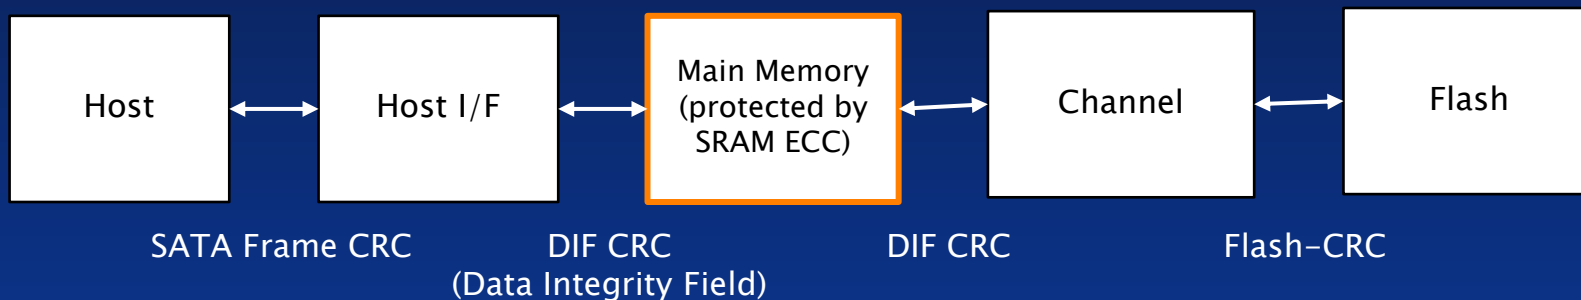 Host
Host I/F
Main Memory
(protected by
SRAM ECC)
Channel
Flash
SATA Frame CRC
DIF CRC
(Data Integrity Field)
DIF CRC
Flash-CRC